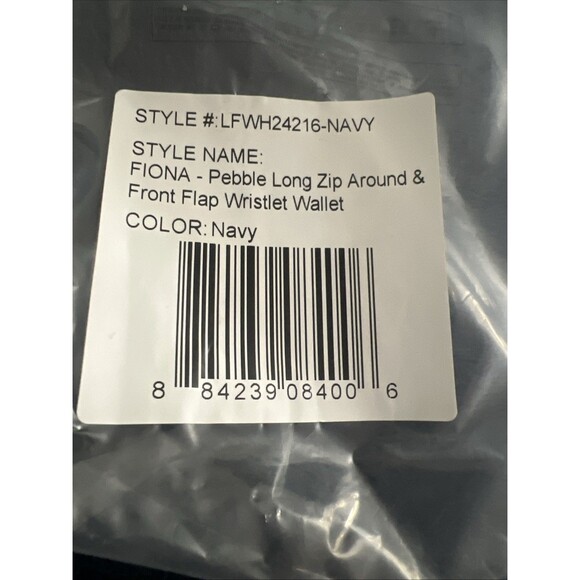 STYLE #:LFWH24216-NAVY
STYLE NAME:
FIONA - Pebble Long Zip Around &
Front Flap Wristlet Wallet
COLOR: Navy
8 84239 08400 6